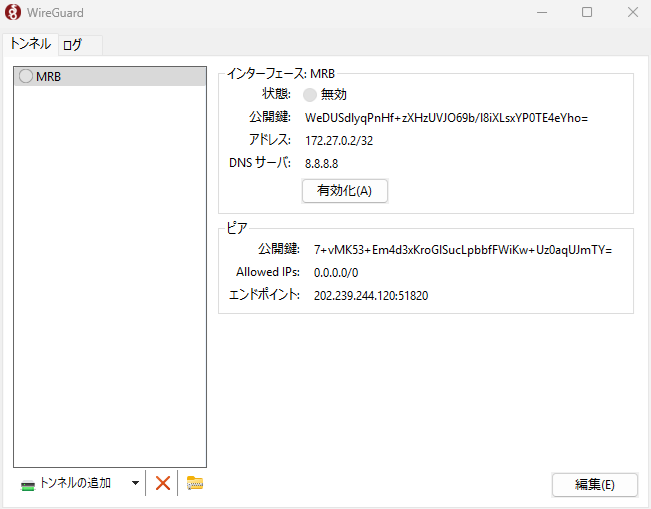 WireGuard
トンネル ログ
MRB
インターフェース: MRB
状態: 無効
公開鍵: WeDUSdIyqPnHf+zXHzUVJO69b/I8iXLsxYP0TE4eYho=
アドレス: 172.27.0.2/32
DNS サーバ: 8.8.8.8
有効化(A)
ピア
公開鍵: 7+vMK53+Em4d3xKroGlSucLpbbfFWiKw+Uz0aqUJmTY=
Allowed IPs: 0.0.0.0/0
エンドポイント: 202.239.244.120:51820
トンネルの追加
編集(E)